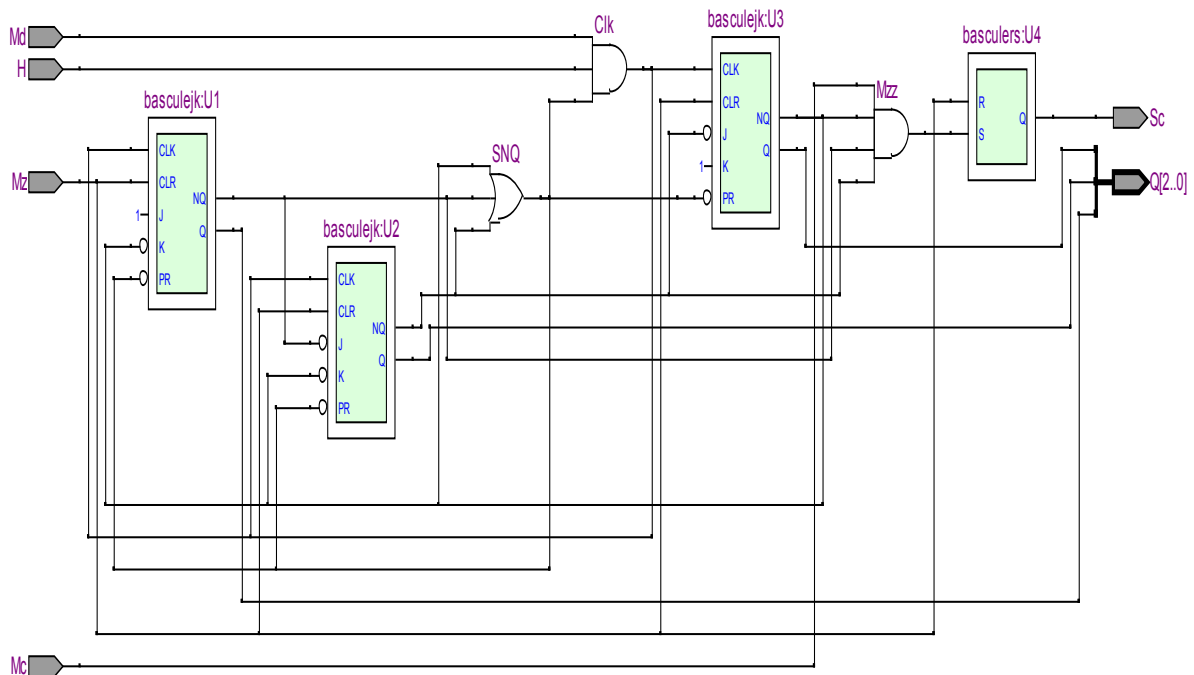 Md
H
Mz
Mc
basculejk:U1
CLK
CLR
1 J
K
PR
NQ
Q
basculejk:U2
CLK
CLR
J
K
PR
NQ
Q
SNQ
Clk
basculejk:U3
CLK
CLR
J
1 K
PR
NQ
Q
Mzz
basculers:U4
R
S
Q
Sc
Q[2..0]